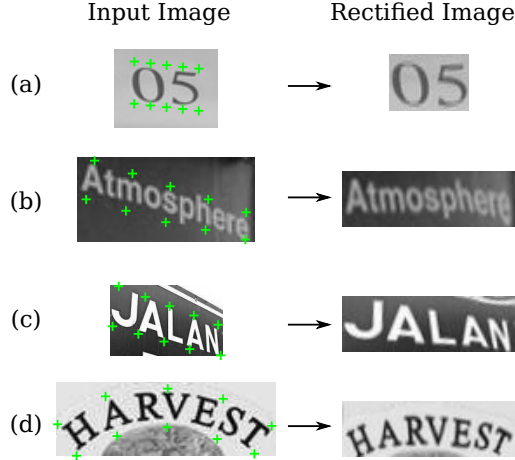 Input Image Rectified Image
(a) 05 05
(b) Atmosphere Atmosphere
(c) JALAN JALAN
(d) HARVEST HARVEST